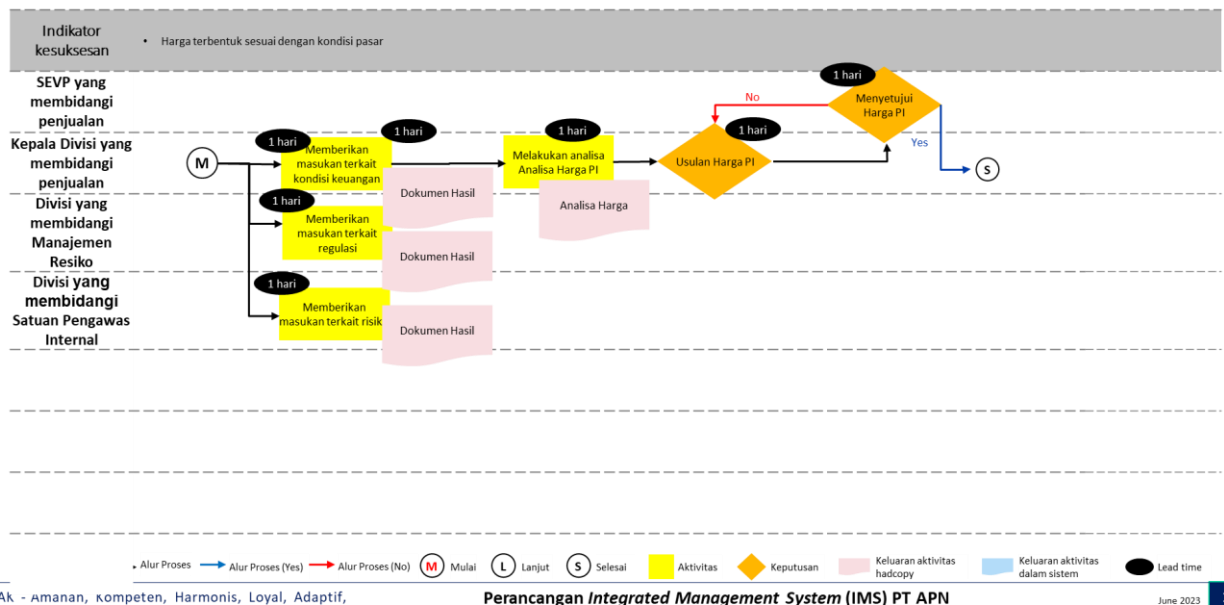 Indikator
kesuksesan
• Harga terbentuk sesuai dengan kondisi pasar
SEVP yang
membidangi
penjualan
1 hari
Menyetujui
Harga PI
No
Yes
Kepala Divisi yang
membidangi
penjualan
M
1 hari
Memberikan
masukan terkait
kondisi keuangan
1 hari
Dokumen Hasil
1 hari
Melakukan analisa
Analisa Harga PI
Analisa Harga
1 hari
Usulan Harga PI
S
Divisi yang
membidangi
Manajemen
Resiko
1 hari
Memberikan
masukan terkait
regulasi
Dokumen Hasil
Divisi yang
membidangi
Satuan Pengawas
Internal
1 hari
Memberikan
masukan terkait risik
Dokumen Hasil
Alur Proses
Alur Proses (Yes)
Alur Proses (No)
M Mulai
L Lanjut
S Selesai
Aktivitas
Keputusan
Keluaran aktivitas
hadcopy
Keluaran aktivitas
dalam sistem
Lead time
- Amanah, Kompeten, Harmonis, Loyal, Adaptif,
Perancangan Integrated Management System (IMS) PT APN
June 2023